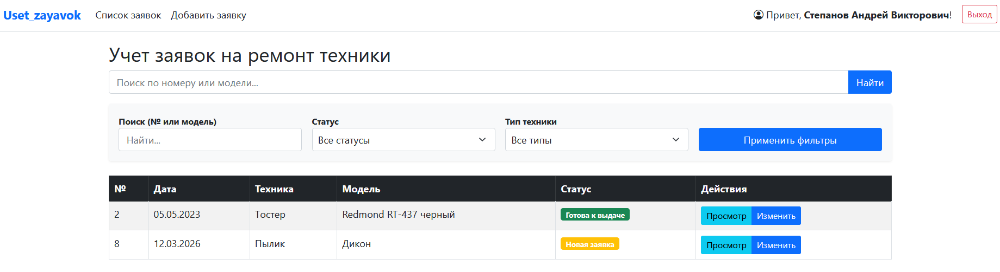 Uset_zayavok Список заявок Добавить заявку Привет, Степанов Андрей Викторович! Выход
Учет заявок на ремонт техники
Поиск по номеру или модели... Найти
Поиск (№ или модель) Статус Тип техники
Найти... Все статусы Все типы Применить фильтры
№ Дата Техника Модель Статус Действия
2 05.05.2023 Тостер Redmond RT-437 черный Готова к выдаче Просмотр Изменить
8 12.03.2026 Пылик Дикон Новая заявка Просмотр Изменить